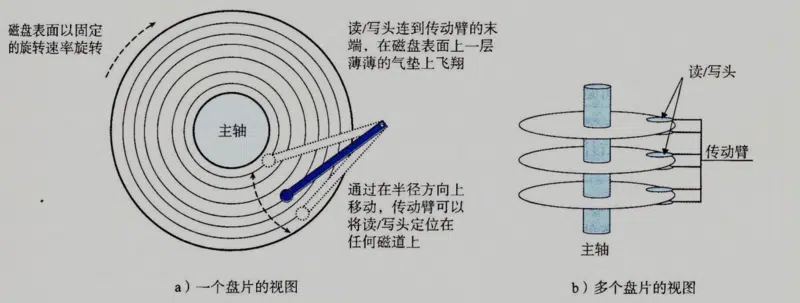 磁盘表面以固定
的旋转速率旋转
读/写头连到传动臂的末
端，在磁盘表面上一层
薄薄的气垫上飞翔
主轴
通过在半径方向上
移动，传动臂可以
将读/写头定位在
任何磁道上
a）一个盘片的视图
读/写头
传动臂
主轴
b）多个盘片的视图